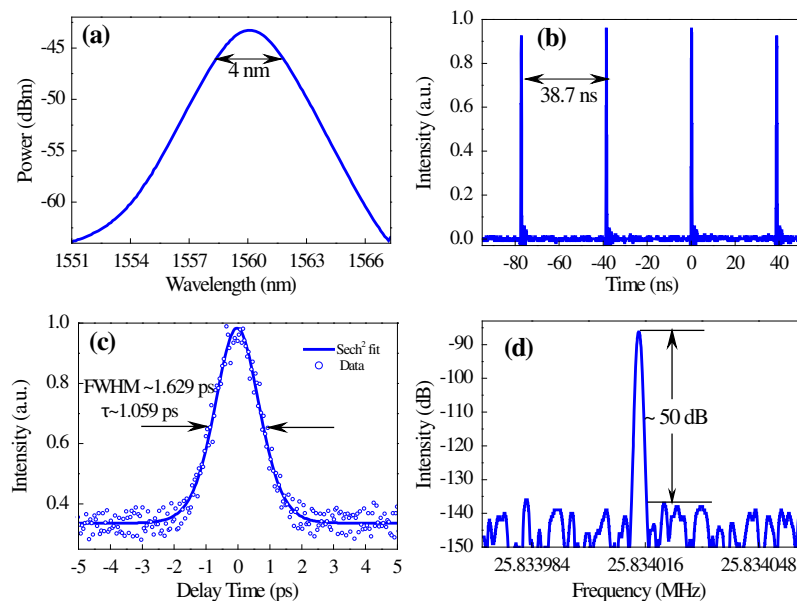 (a)
4 nm
-45
-50
-55
-60
Power (dBm)
1551 1554 1557 1560 1563 1566
Wavelength (nm)
(b)
38.7 ns
1.0
0.8
0.6
0.4
0.2
0.0
Intensity (a.u.)
-80 -60 -40 -20 0 20 40
Time (ns)
(c)
Sech² fit
Data
FWHM ~1.629 ps
τ~1.059 ps
1.0
0.8
0.6
0.4
Intensity (a.u.)
-5 -4 -3 -2 -1 0 1 2 3 4 5
Delay Time (ps)
(d)
~ 50 dB
-90
-100
-110
-120
-130
-140
-150
Intensity (dB)
25.833984 25.834016 25.834048
Frequency (MHz)